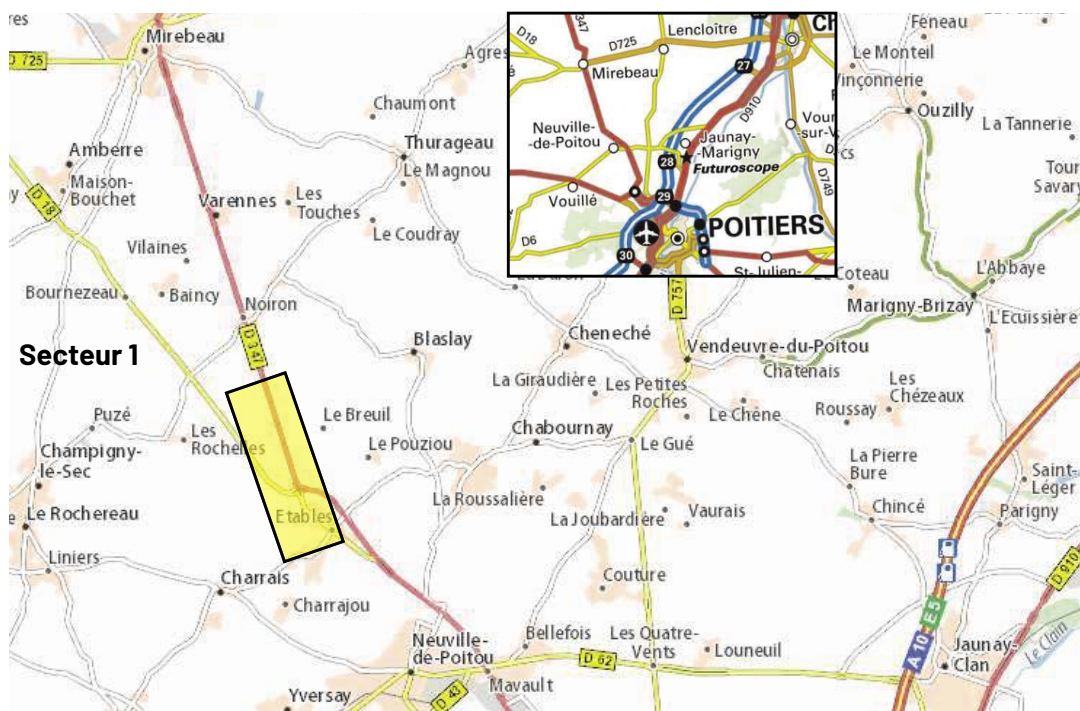 Mirebeau
D 725
Agres
Chaumont
Thurageau
Le Magnou
Amberre
Maison-
Bouchet
D 18
Varennes
Les
Touches
Le Coudray
Vilaines
Baincy
Bournezeau
Noiron
D 347
Secteur 1
Blaslay
Puzé
Les
Rochelles
Le Breuil
Le Pouziou
Champigny-
le-Sec
Le Rochereau
Liniers
Etables
Charrais
Charrajou
Yversay
Neuville-
de-Poitou
D 43
Mavault
Bellefois
D 62
Les Quatre-
Vents
Louneuil
Couture
La Joubardière
Vaurais
La Roussalière
Chabournay
Le Gué
La Giraudière
Les Petites
Roches
Cheneché
D 757
Vendeuvre-du-Poitou
Chatenais
Le Chêne
Roussay
Les
Chézeaux
La Pierre
Bure
Chincé
Saint-
Léger
Parigny
D 910
A 10
E 5
Jaunay-
Clan
Le Clain
Marigny-Brizay
Le Coteau
L'Abbaye
L'Ecuissière
Ouzilly
Le Monteil
Vinçonnerie
Feneau
La Tannerie
Tour
Savary
347
D18
D725
Lencloître
Mirebeau
27
D910
CH
Neuville-
-de-Poitou
Jaunay-
-Marigny
Futuroscope
28
29
30
Vouillé
D6
POITIERS
St-Julien-
D749
Vour
-sur-V